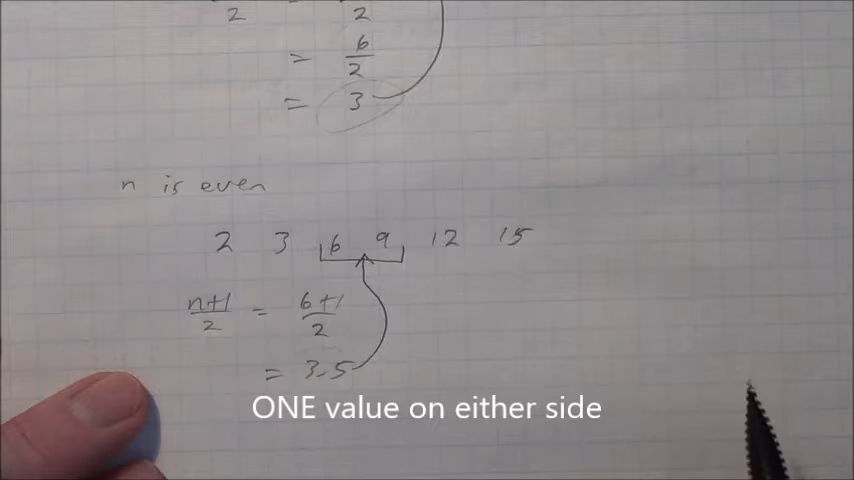 2 = 2
= 6/2
= 3
n is even
2 3 6 9 12 15
n+1/2 = 6+1/2
= 3.5
ONE value on either side